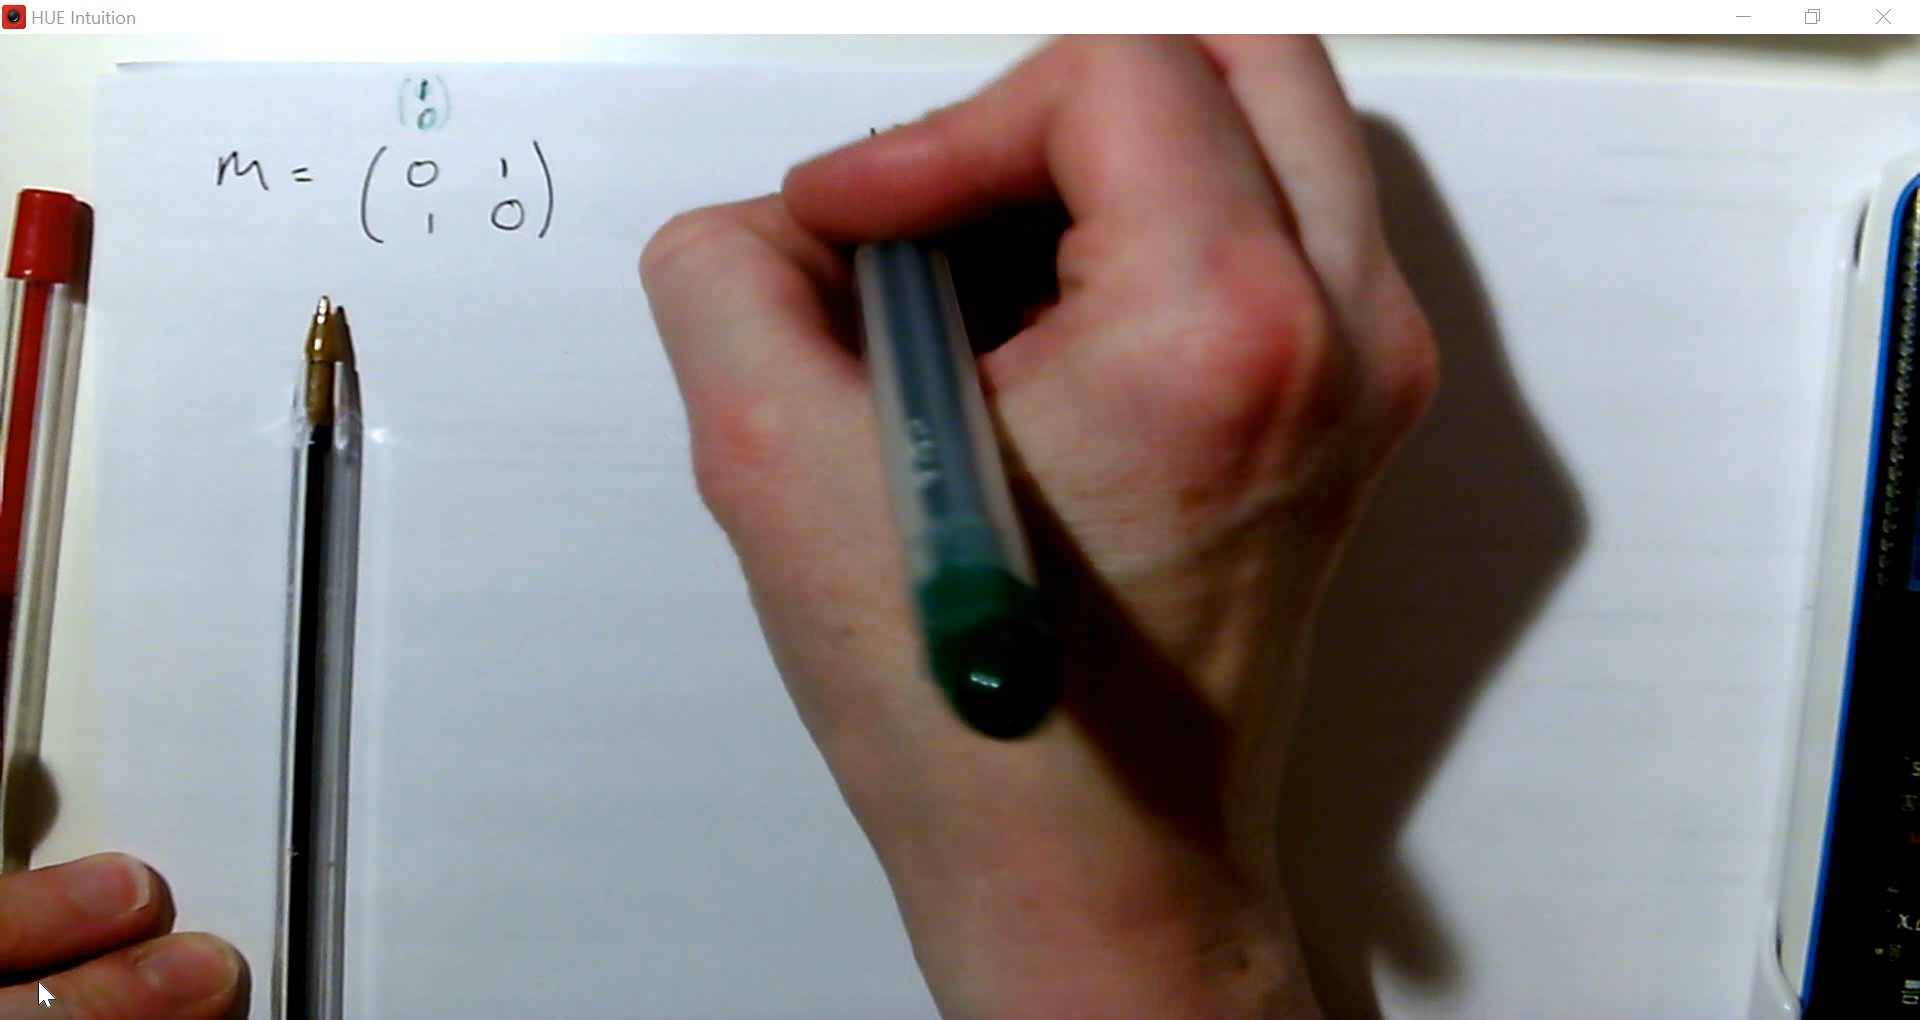 HUE Intuition
(1
0)
M = (0 1
1 0)